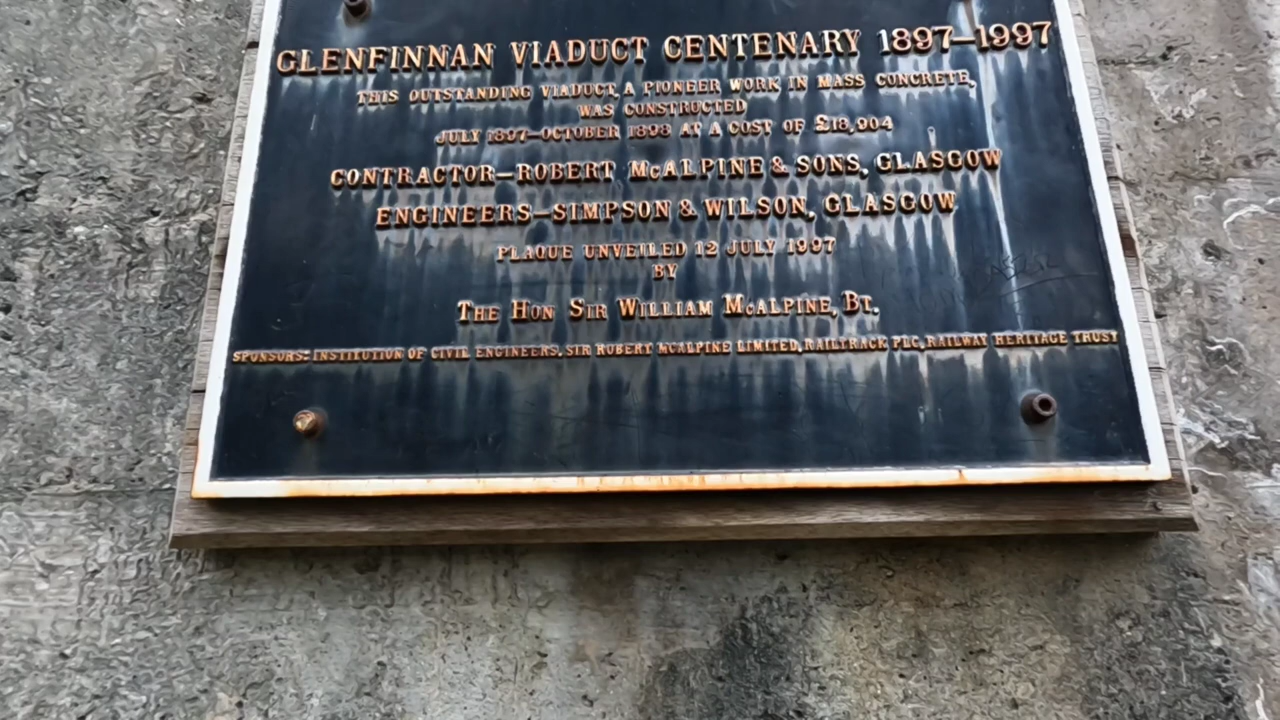 GLENFINNAN VIADUCT CENTENARY 1897–1997
THIS OUTSTANDING VIADUCT, A PIONEER WORK IN MASS CONCRETE,
WAS CONSTRUCTED
JULY 1897–OCTOBER 1898 AT A COST OF £18,904
CONTRACTOR–ROBERT McALPINE & SONS, GLASGOW
ENGINEERS–SIMPSON & WILSON, GLASGOW
PLAQUE UNVEILED 12 JULY 1997
BY
THE HON SIR WILLIAM McALPINE, BT.
SPONSORS: INSTITUTION OF CIVIL ENGINEERS, SIR ROBERT MCALPINE LIMITED, RAILTRACK PLC, RAILWAY HERITAGE TRUST